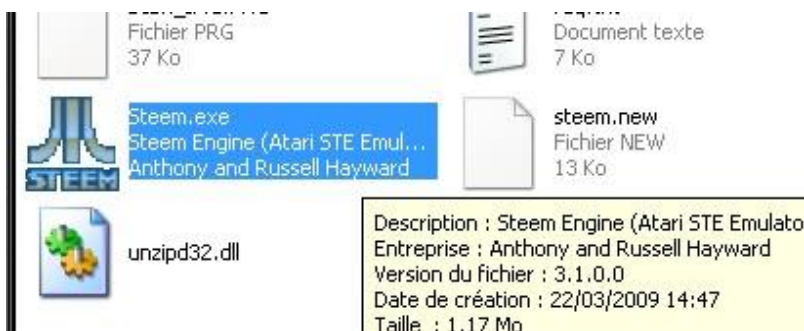 Fichier PRG
37 Ko
Document texte
7 Ko
STEEM
Steem.exe
Steem Engine (Atari STE Emul...
Anthony and Russell Hayward
steem.new
Fichier NEW
13 Ko
unzipd32.dll
Description : Steem Engine (Atari STE Emulato
Entreprise : Anthony and Russell Hayward
Version du fichier : 3.1.0.0
Date de création : 22/03/2009 14:47
Taille : 1,17 Mo